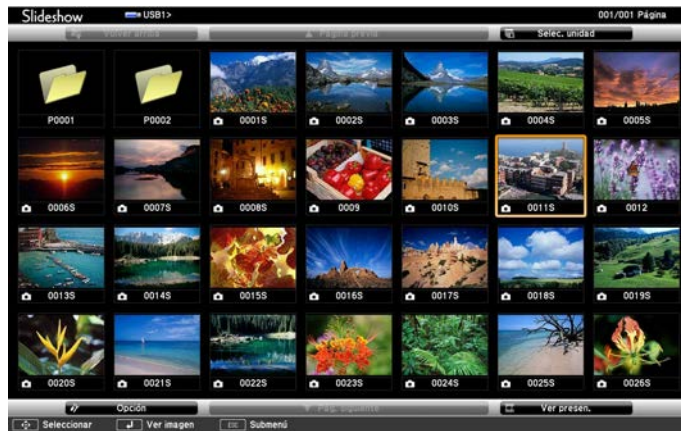 Slideshow USB1> 001/001 Página
Volver arriba Página previa Selec. unidad
P0001 P0002 0001S 0002S 0003S 0004S 0005S
0006S 0007S 0008S 0009 0010S 0011S 0012
0013S 0014S 0015S 0016S 0017S 0018S 0019S
0020S 0021S 0022S 0023S 0024S 0025S 0026S
Opción Pág. siguiente Ver presen.
Seleccionar Ver imagen Esc Submenú